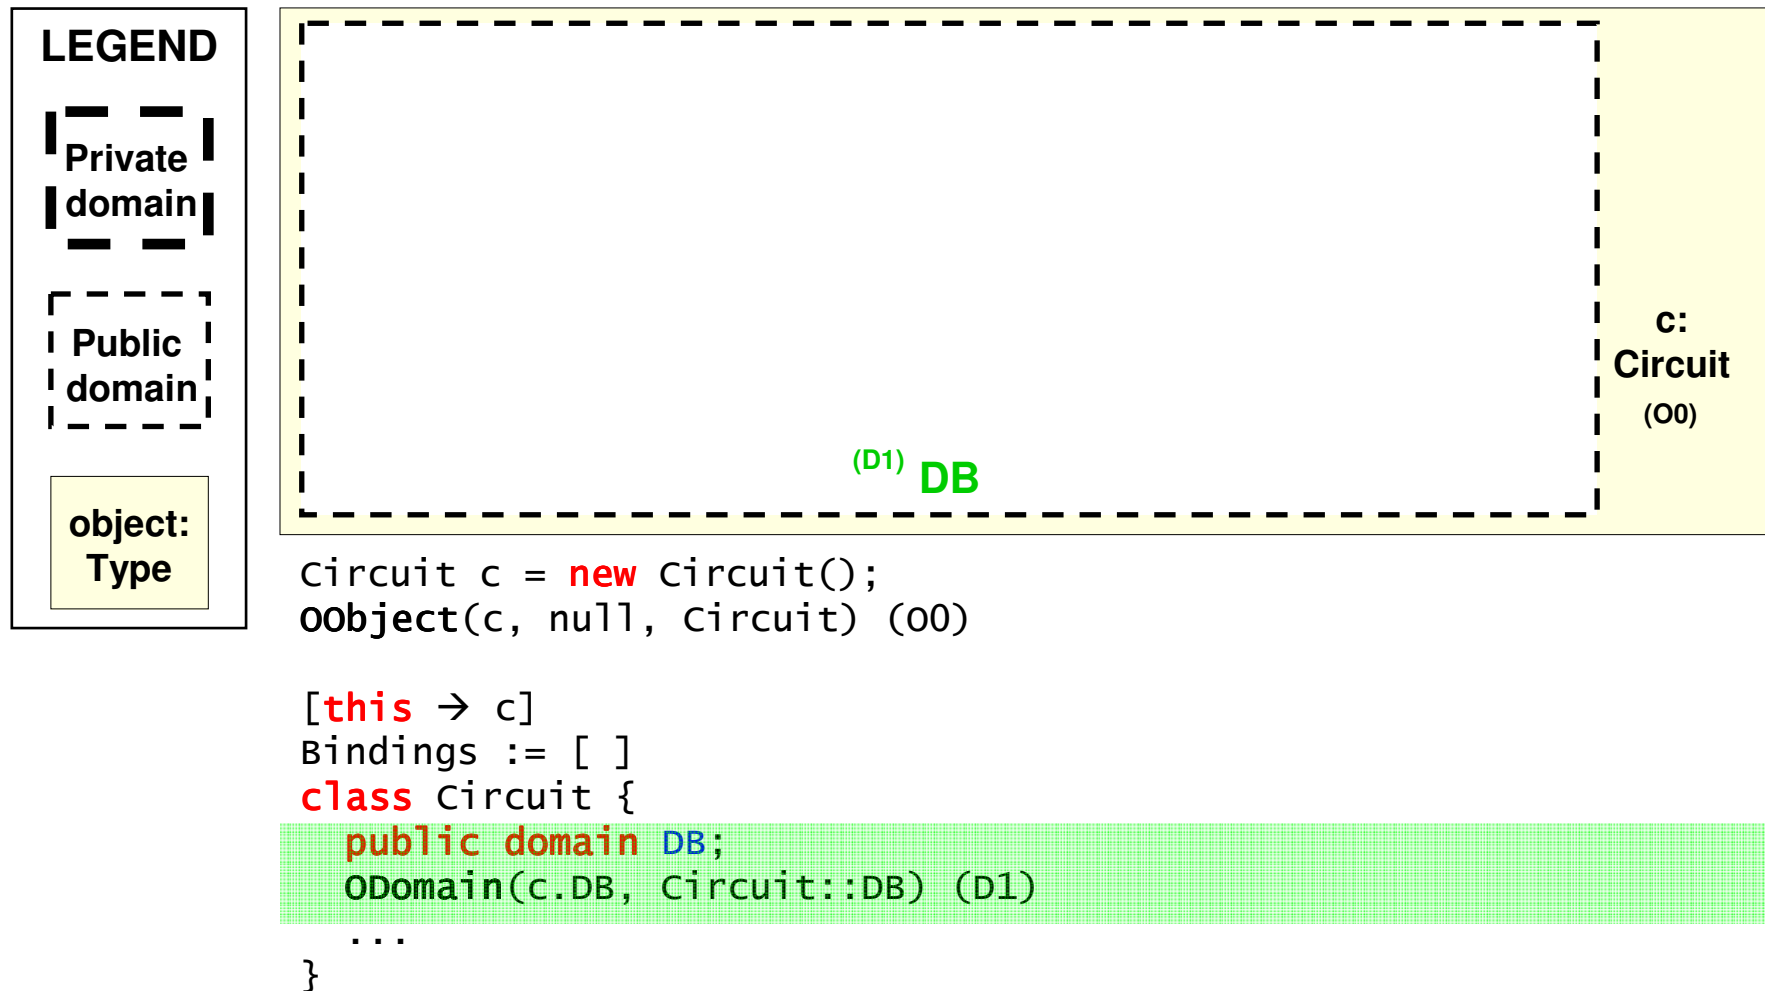 LEGEND
Private
domain
Public
domain
object:
Type
c:
Circuit
(O0)
(D1) DB
Circuit c = new Circuit();
OObject(c, null, Circuit) (O0)
[this → c]
Bindings := [ ]
class Circuit {
public domain DB;
ODomain(c.DB, Circuit::DB) (D1)
...
}